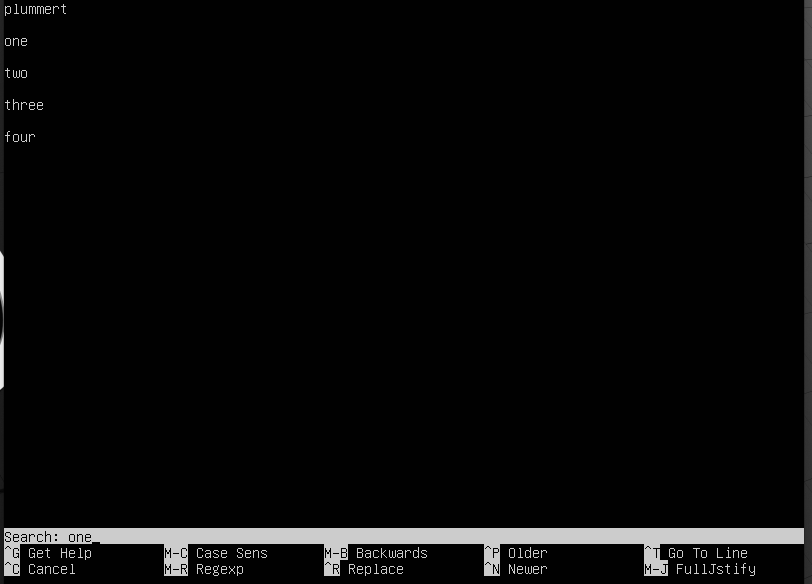 plummert
one
two
three
four
Search: one_
^G Get Help M-C Case Sens M-B Backwards ^P Older ^T Go To Line
^C Cancel M-R Regexp ^R Replace ^N Newer M-J FullJstify